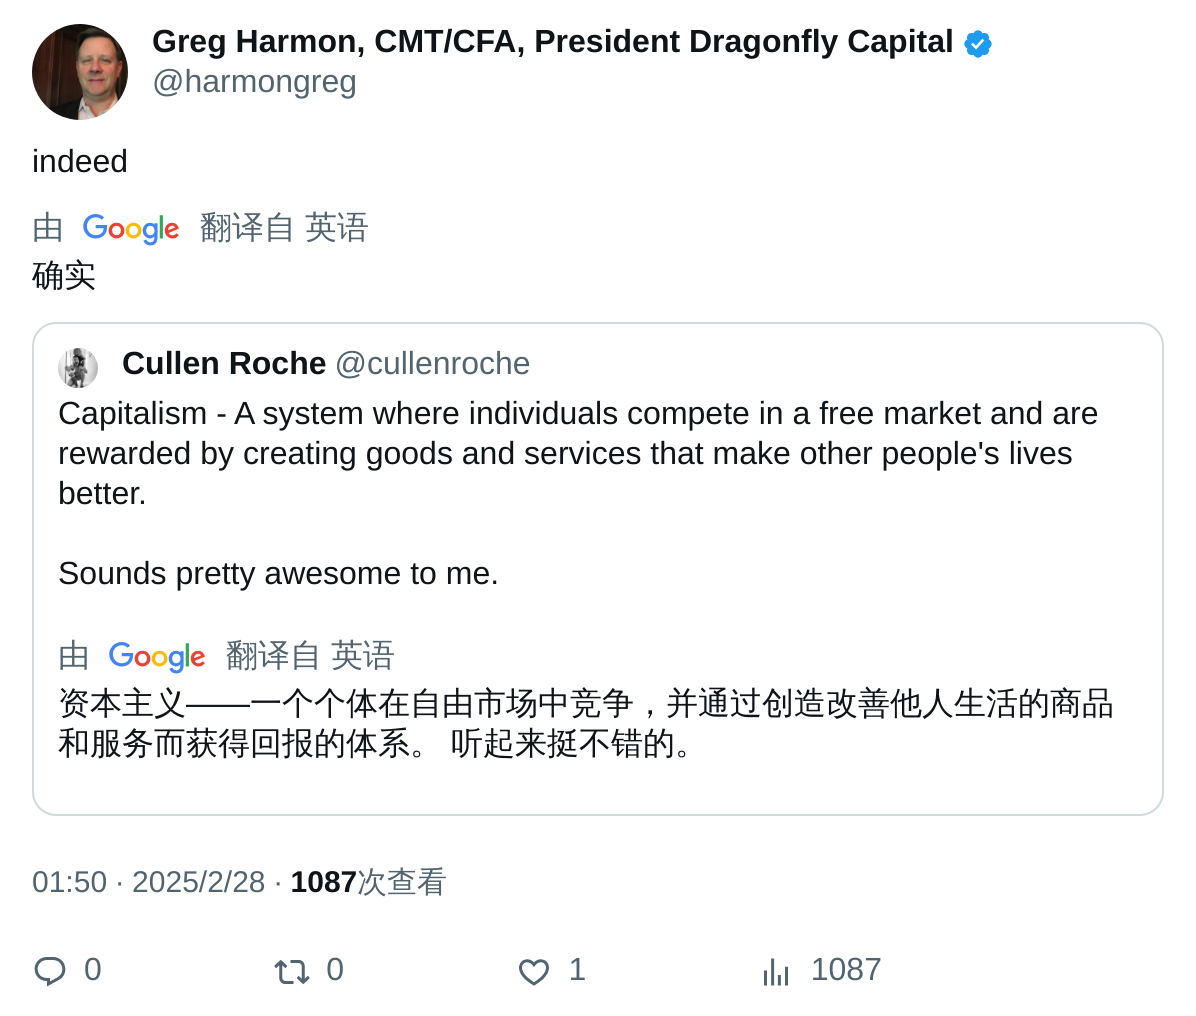 Greg Harmon, CMT/CFA, President Dragonfly Capital
@harmongreg
indeed
由 Google 翻译自 英语
确实
Cullen Roche @cullenroche
Capitalism - A system where individuals compete in a free market and are
rewarded by creating goods and services that make other people's lives
better.
Sounds pretty awesome to me.
由 Google 翻译自 英语
资本主义——一个个体在自由市场中竞争，并通过创造改善他人生活的商品
和服务而获得回报的体系。 听起来挺不错的。
01:50 · 2025/2/28 · 1087次查看
0 0 1 1087